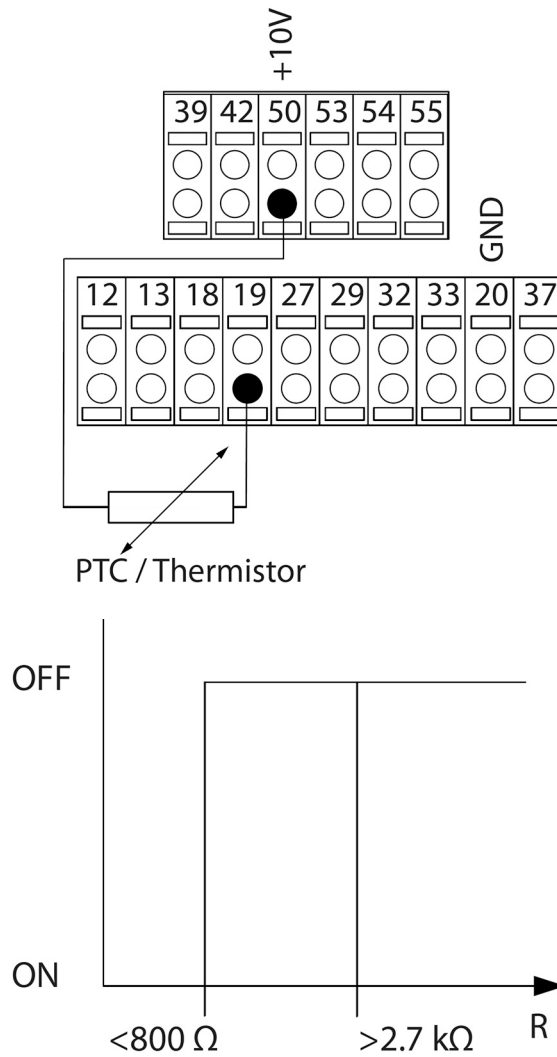 +10V
39 42 50 53 54 55
GND
12 13 18 19 27 29 32 33 20 37
PTC / Thermistor
OFF
ON
R
<800 Ω >2.7 kΩ